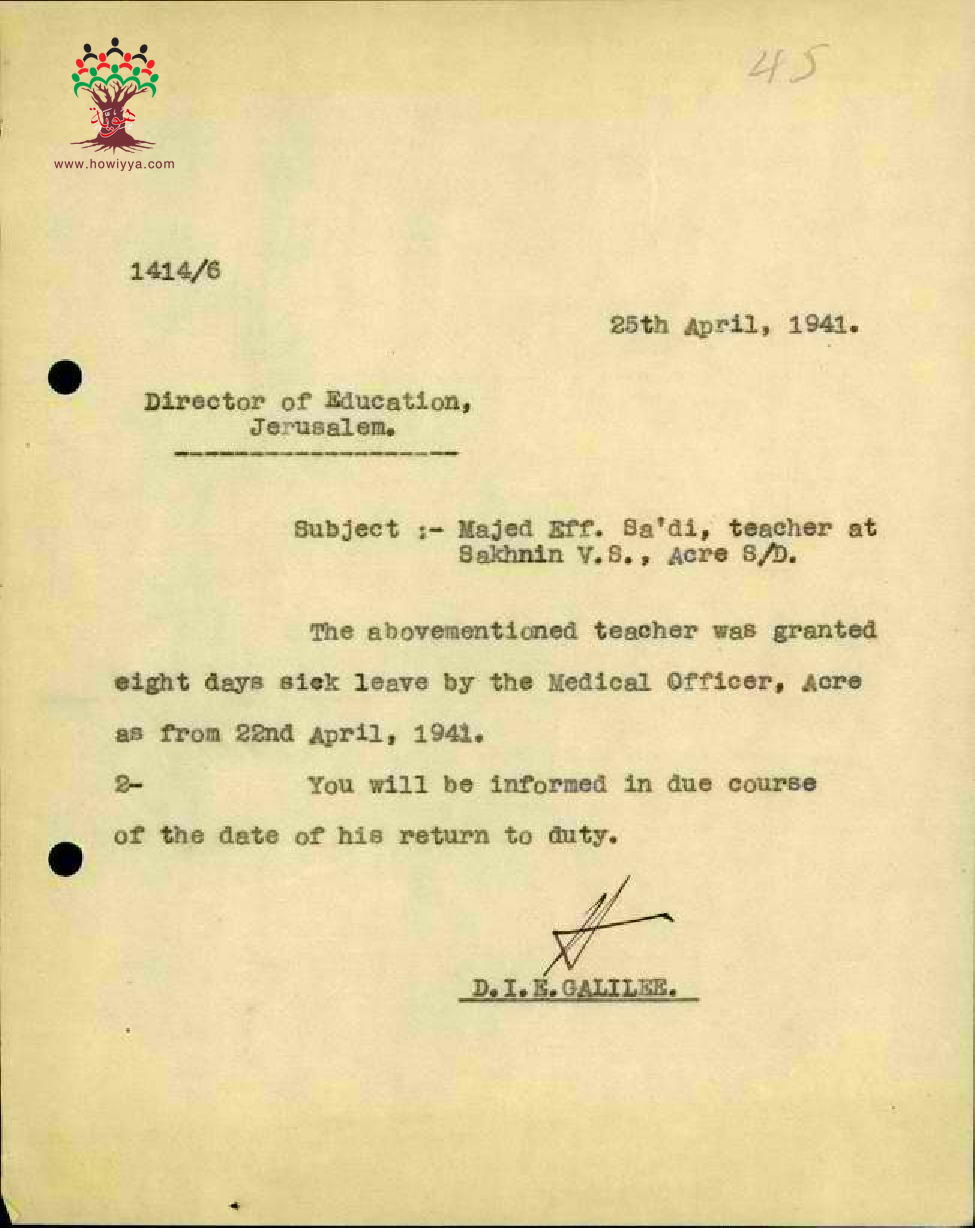 45
هوية
www.howiyya.com
1414/6
25th April, 1941.
Director of Education,
Jerusalem.
Subject :- Majed Eff. Sa'di, teacher at
Sakhnin V.S., Acre S/D.
The abovementioned teacher was granted
eight days sick leave by the Medical Officer, Acre
as from 22nd April, 1941.
2- You will be informed in due course
of the date of his return to duty.
D.I.E.GALILEE.